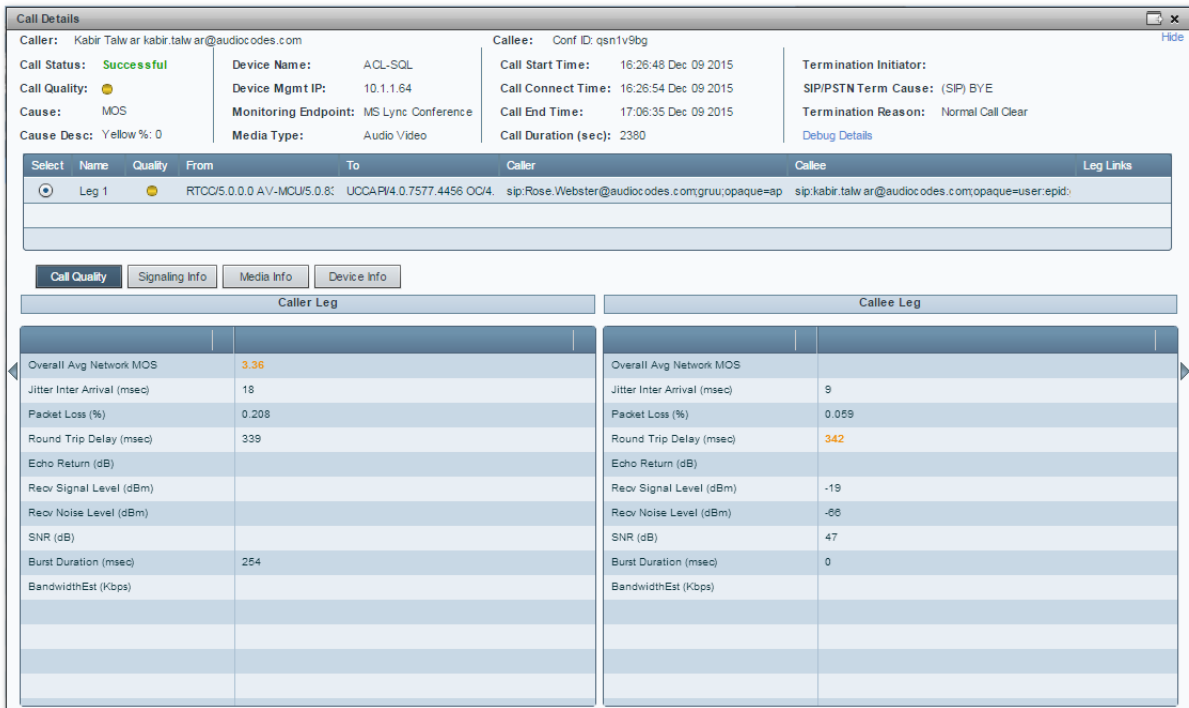 Call Details
Hide
Caller: Kabir Talwar kabir.talwar@audiocodes.com Callee: Conf ID: qsn1v9bg
Call Status: Successful Device Name: ACL-SQL Call Start Time: 16:26:48 Dec 09 2015 Termination Initiator:
Call Quality: Device Mgmt IP: 10.1.1.64 Call Connect Time: 16:26:54 Dec 09 2015 SIP/PSTN Term Cause: (SIP) BYE
Cause: MOS Monitoring Endpoint: MS Lync Conference Call End Time: 17:06:35 Dec 09 2015 Termination Reason: Normal Call Clear
Cause Desc: Yellow %: 0 Media Type: Audio Video Call Duration (sec): 2380 Debug Details
Select Name Quality From To Caller Callee Leg Links
Leg 1 RTCC/5.0.0.0 AV-MCU/5.0.83 UCCAPI/4.0.7577.4456 OC/4. sip:Rose.Webster@audiocodes.com;gruu;opaque=ap sip:kabir.talwar@audiocodes.com;opaque=user:epid:
Call Quality Signaling Info Media Info Device Info
Caller Leg Callee Leg
Overall Avg Network MOS 3.36 Overall Avg Network MOS
Jitter Inter Arrival (msec) 18 Jitter Inter Arrival (msec) 9
Packet Loss (%) 0.208 Packet Loss (%) 0.059
Round Trip Delay (msec) 339 Round Trip Delay (msec) 342
Echo Return (dB) Echo Return (dB)
Recv Signal Level (dBm) Recv Signal Level (dBm) -19
Recv Noise Level (dBm) Recv Noise Level (dBm) -66
SNR (dB) SNR (dB) 47
Burst Duration (msec) 254 Burst Duration (msec) 0
BandwidthEst (Kbps) BandwidthEst (Kbps)